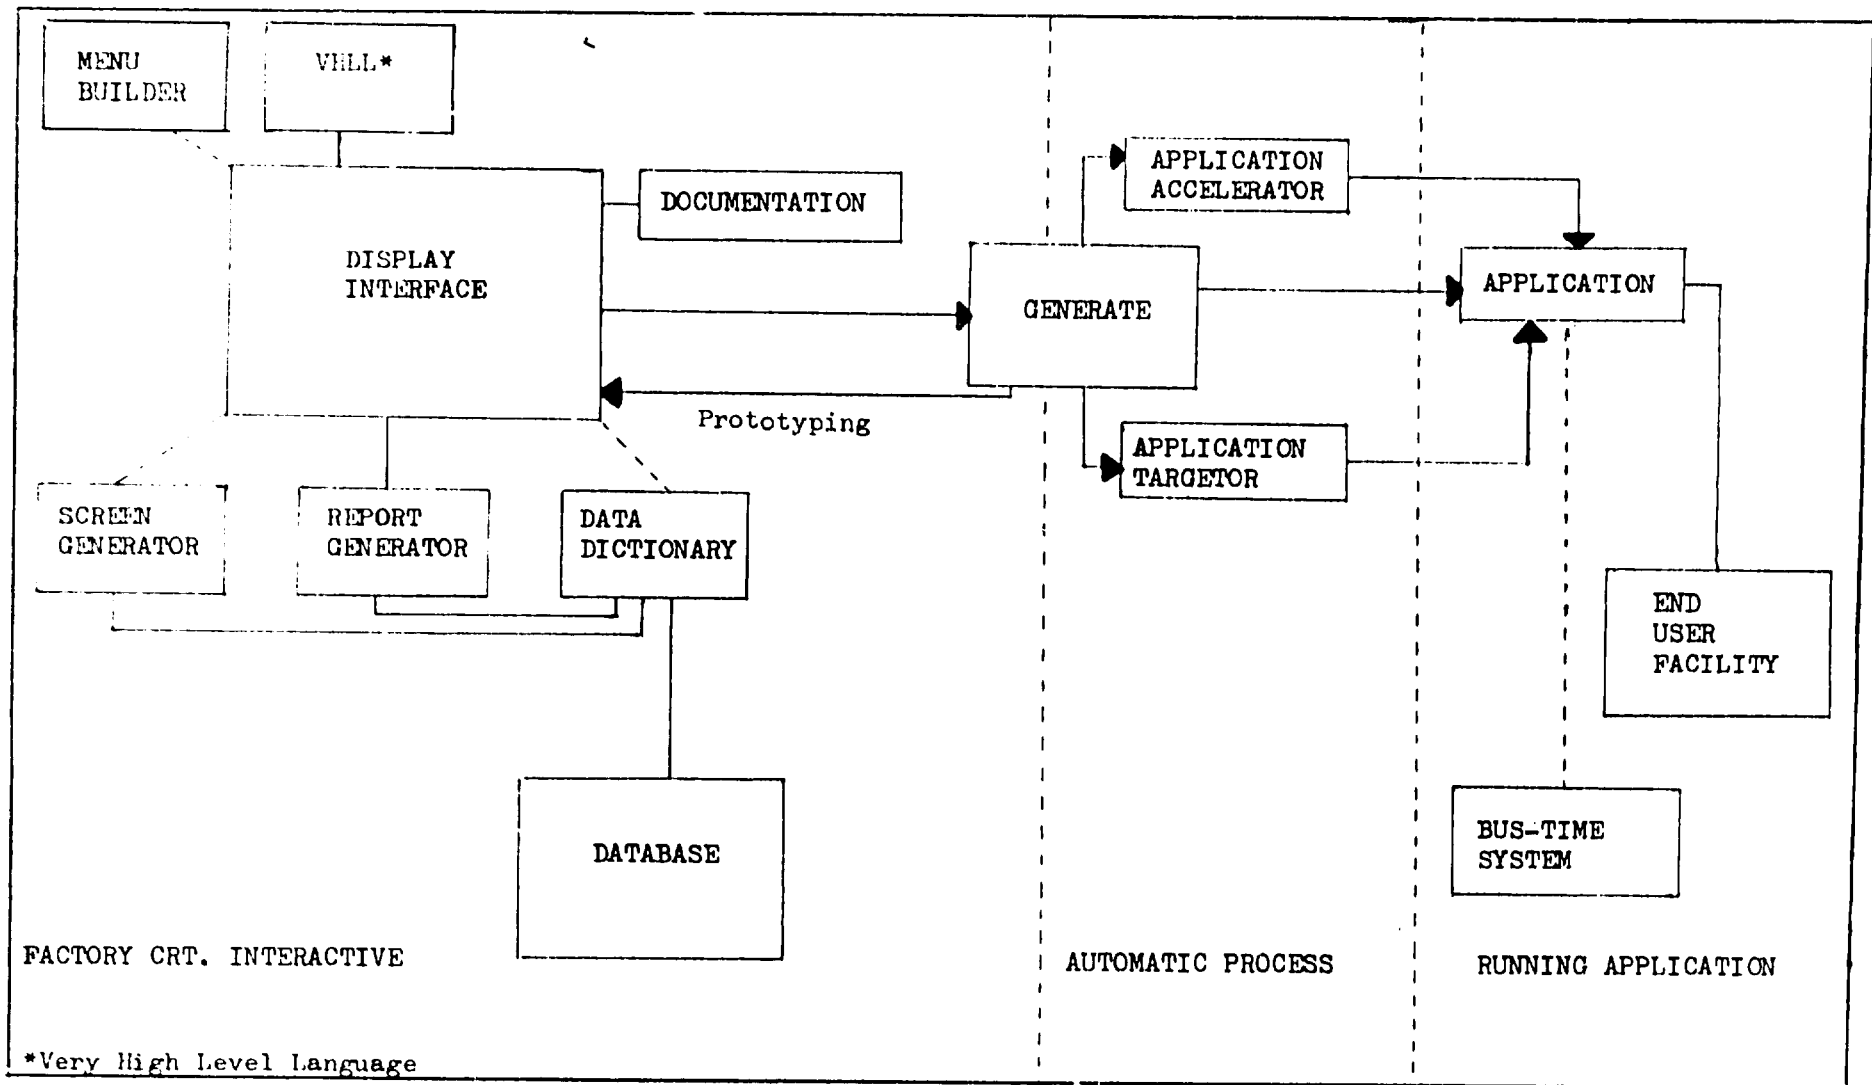 MENU
BUILDER
VHLL*
DISPLAY
INTERFACE
DOCUMENTATION
GENERATE
Prototyping
APPLICATION
ACCELERATOR
APPLICATION
APPLICATION
TARGETOR
SCREEN
GENERATOR
REPORT
GENERATOR
DATA
DICTIONARY
END
USER
FACILITY
DATABASE
BUS-TIME
SYSTEM
FACTORY CRT. INTERACTIVE
AUTOMATIC PROCESS
RUNNING APPLICATION
*Very High Level Language